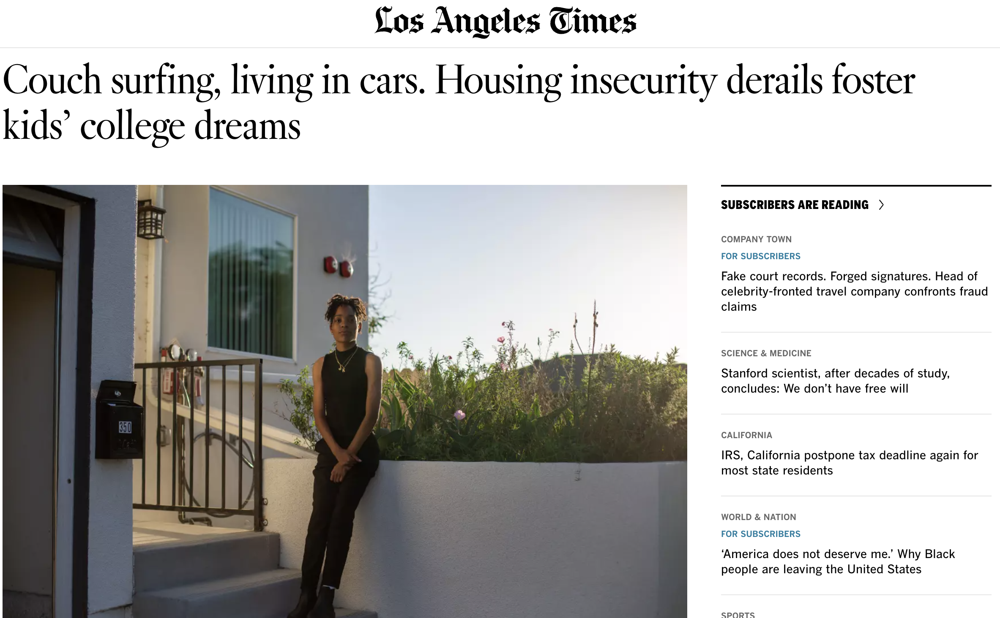 Los Angeles Times
Couch surfing, living in cars. Housing insecurity derails foster
kids’ college dreams
350
JK
SUBSCRIBERS ARE READING
COMPANY TOWN
FOR SUBSCRIBERS
Fake court records. Forged signatures. Head of
celebrity-fronted travel company confronts fraud
claims
SCIENCE & MEDICINE
Stanford scientist, after decades of study,
concludes: We don’t have free will
CALIFORNIA
IRS, California postpone tax deadline again for
most state residents
WORLD & NATION
FOR SUBSCRIBERS
‘America does not deserve me.’ Why Black
people are leaving the United States
SPORTS